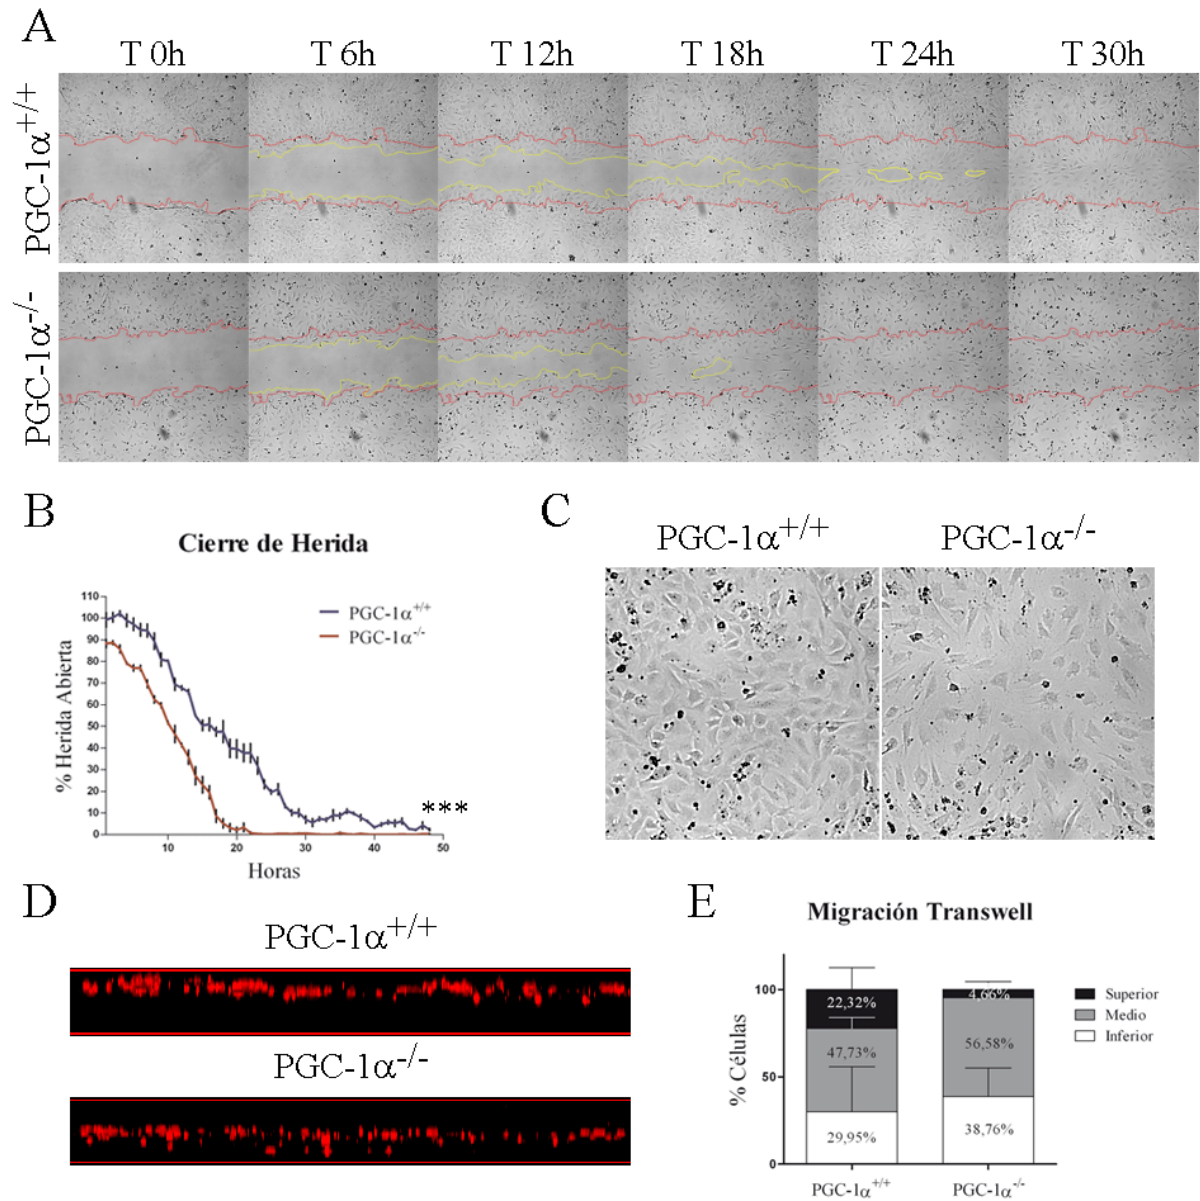 A
T 0h T 6h T 12h T 18h T 24h T 30h
PGC-1α+/+
PGC-1α-/-
B
Cierre de Herida
% Herida Abierta
110
100
90
80
70
60
50
40
30
20
10
0
10 20 30 40 50
Horas
PGC-1α+/+
PGC-1α-/-
***
C
PGC-1α+/+ PGC-1α-/-
D
PGC-1α+/+
PGC-1α-/-
E
Migración Transwell
% Células
100
50
0
22,32%
47,73%
29,95%
4,66%
56,58%
38,76%
PGC-1α+/+ PGC-1α-/-
Superior
Medio
Inferior